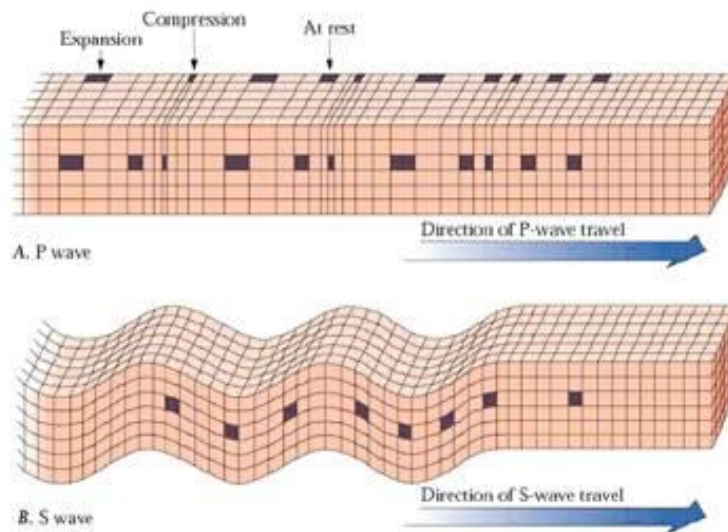 Compression
Expansion
At rest
Direction of P-wave travel
A. P wave
Direction of S-wave travel
B. S wave